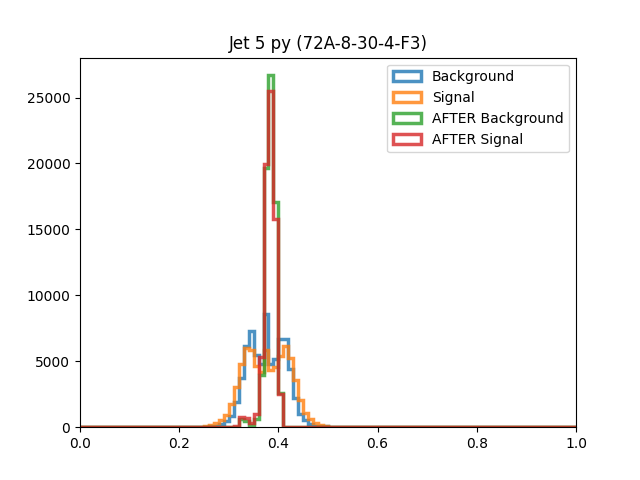 Jet 5 py (72A-8-30-4-F3)
Background
Signal
AFTER Background
AFTER Signal
25000
20000
15000
10000
5000
0
0.0 0.2 0.4 0.6 0.8 1.0